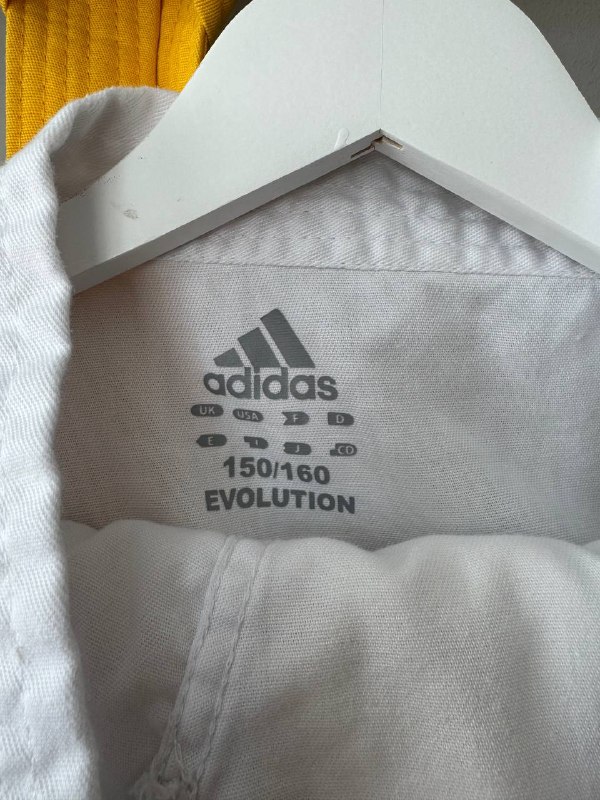 adidas
UK USA F D
E I J CD
150/160
EVOLUTION